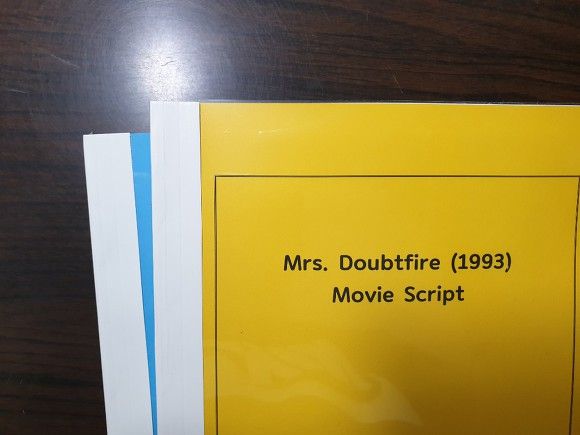 Mrs. Doubtfire (1993)
Movie Script